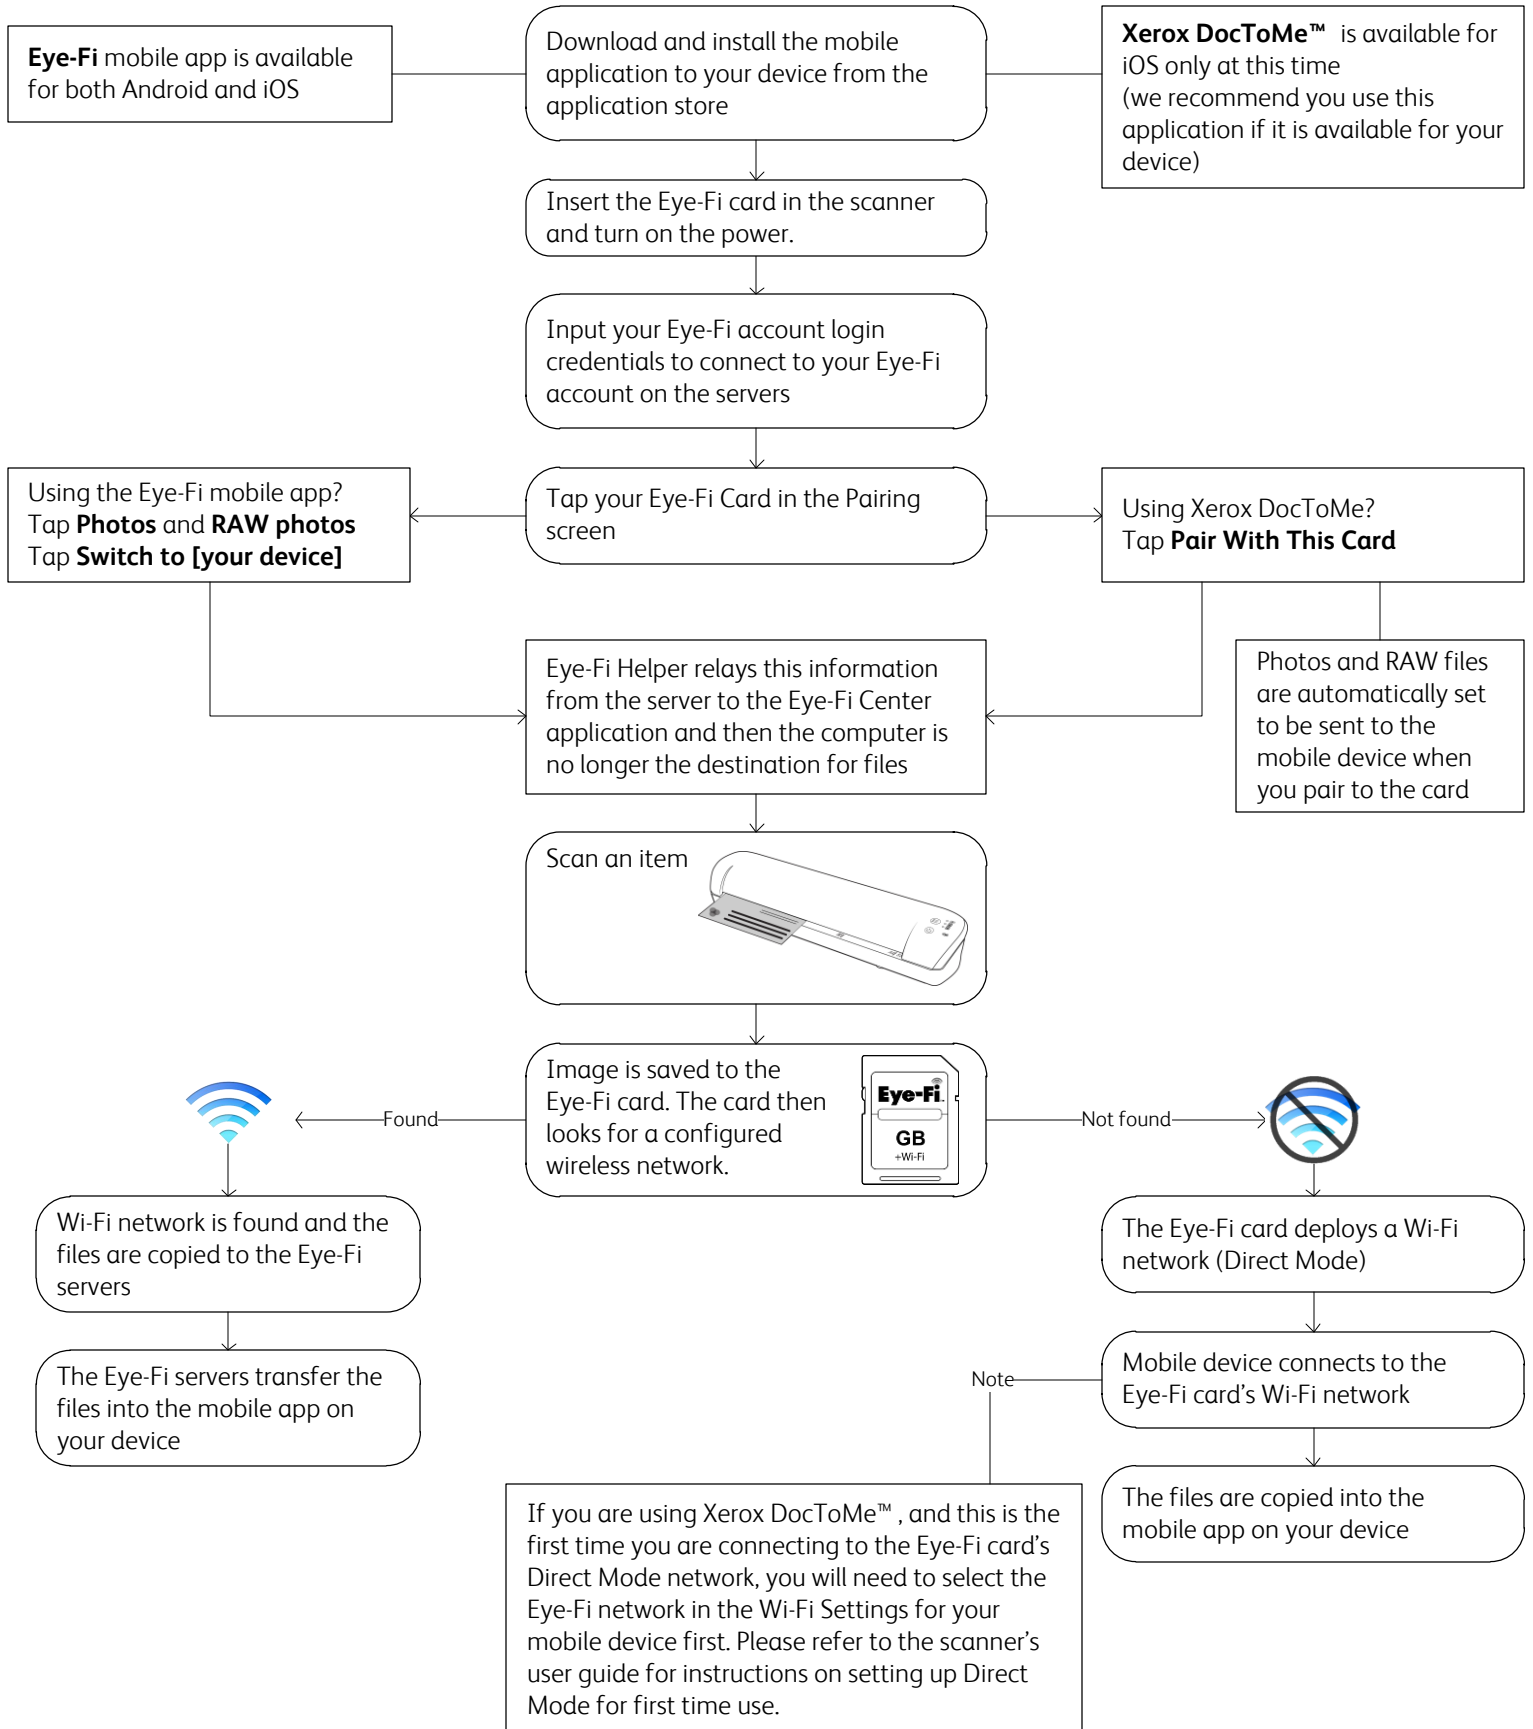 Eye-Fi mobile app is available
for both Android and iOS
Download and install the mobile
application to your device from the
application store
Xerox DocToMe™ is available for
iOS only at this time
(we recommend you use this
application if it is available for your
device)
Insert the Eye-Fi card in the scanner
and turn on the power.
Input your Eye-Fi account login
credentials to connect to your Eye-Fi
account on the servers
Using the Eye-Fi mobile app?
Tap Photos and RAW photos
Tap Switch to [your device]
Tap your Eye-Fi Card in the Pairing
screen
Using Xerox DocToMe?
Tap Pair With This Card
Eye-Fi Helper relays this information
from the server to the Eye-Fi Center
application and then the computer is
no longer the destination for files
Photos and RAW files
are automatically set
to be sent to the
mobile device when
you pair to the card
Scan an item
Image is saved to the
Eye-Fi card. The card then
looks for a configured
wireless network.
Eye-Fi
GB
+Wi-Fi
Found
Not found
Wi-Fi network is found and the
files are copied to the Eye-Fi
servers
The Eye-Fi servers transfer the
files into the mobile app on
your device
The Eye-Fi card deploys a Wi-Fi
network (Direct Mode)
Mobile device connects to the
Eye-Fi card's Wi-Fi network
Note
The files are copied into the
mobile app on your device
If you are using Xerox DocToMe™ , and this is the
first time you are connecting to the Eye-Fi card's
Direct Mode network, you will need to select the
Eye-Fi network in the Wi-Fi Settings for your
mobile device first. Please refer to the scanner's
user guide for instructions on setting up Direct
Mode for first time use.